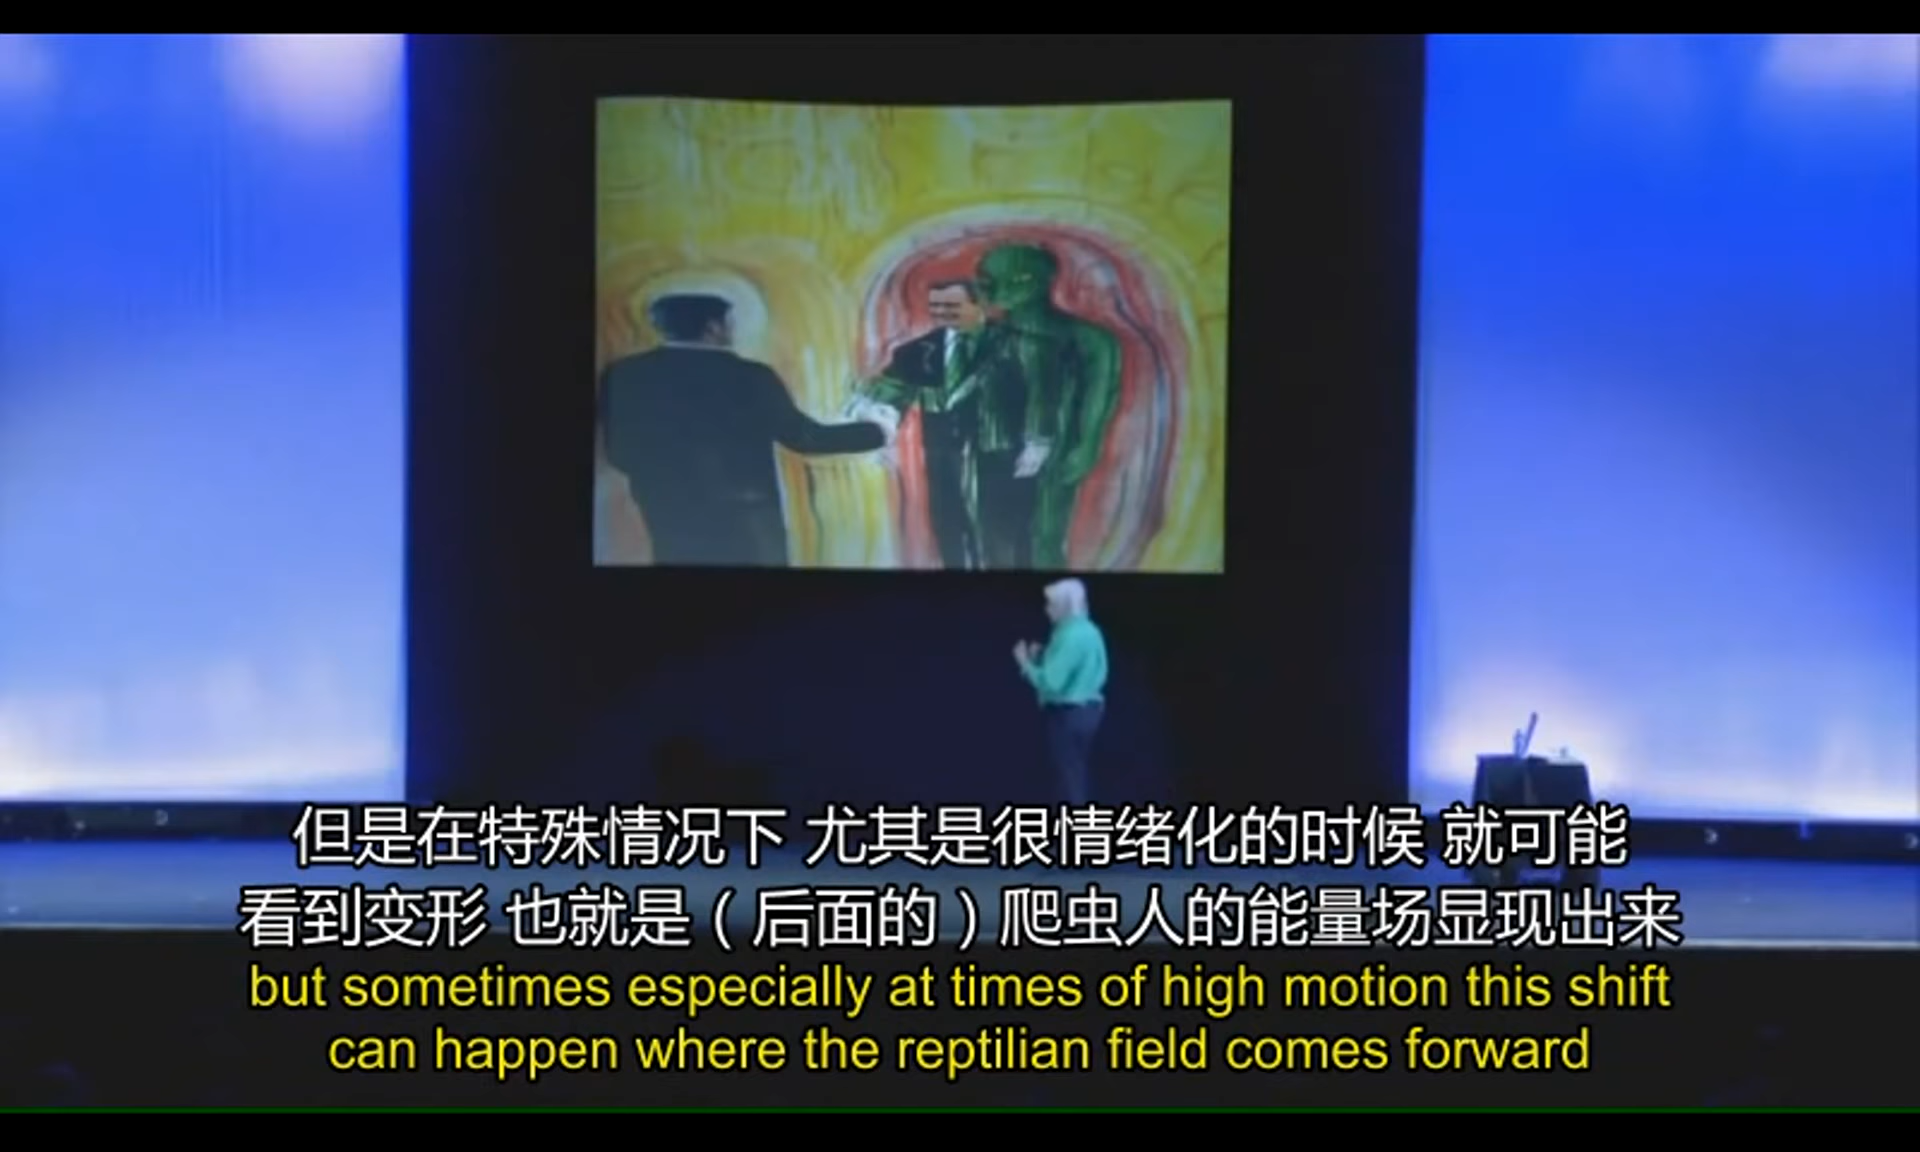 但是在特殊情况下 尤其是很情绪化的时候 就可能
看到变形 也就是（后面的）爬虫人的能量场显现出来
but sometimes especially at times of high motion this shift
can happen where the reptilian field comes forward